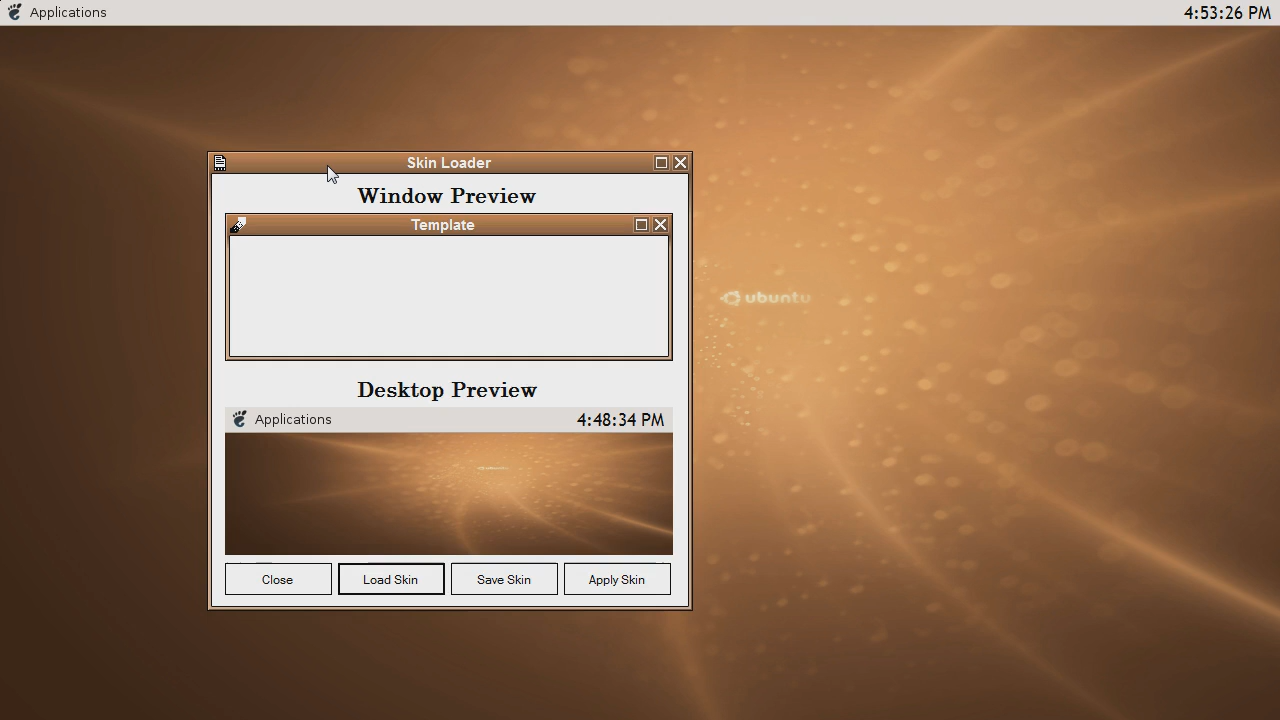 Applications
4:53:26 PM
Skin Loader
Window Preview
Template
ubuntu
Desktop Preview
Applications
4:48:34 PM
Close
Load Skin
Save Skin
Apply Skin